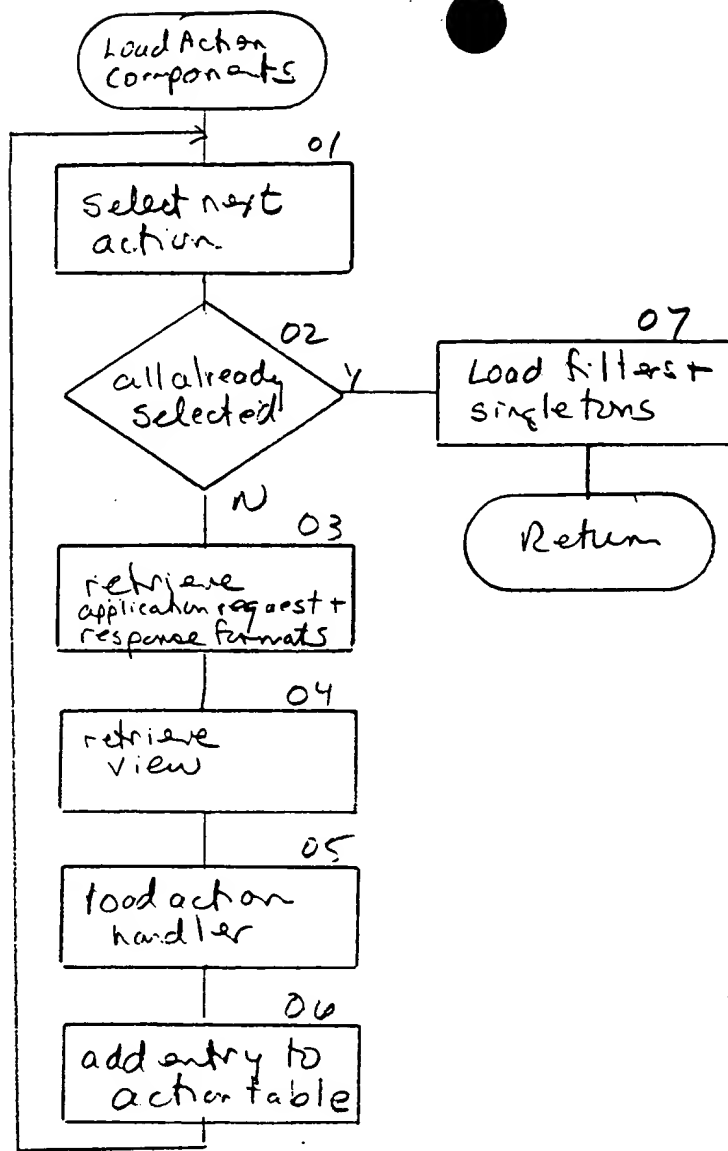 Load Action
Components
01
select next
action
02
all already
selected
Y
07
Load filters +
singletons
Return
N
03
retrieve
application request +
response formats
04
retrieve
view
05
load action
handler
06
add entry to
action table